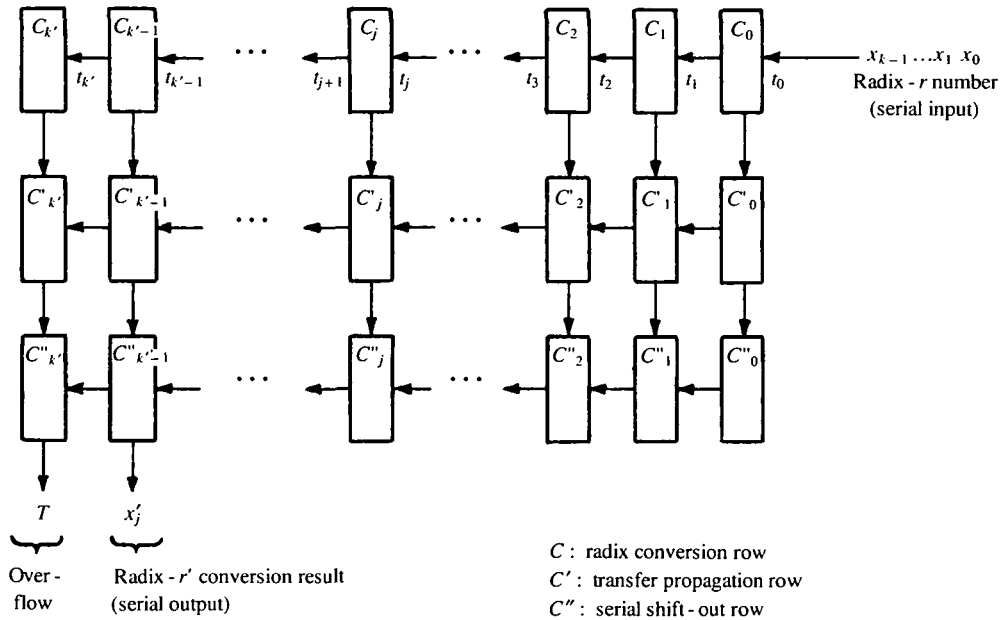 C_{k'} C_{k'-1} ··· C_j ··· C_2 C_1 C_0
t_{k'} t_{k'-1} t_{j+1} t_j t_3 t_2 t_1 t_0 x_{k-1} ...x_1 x_0
Radix - r number
(serial input)
C'_{k'} C'_{k'-1} ··· C'_j ··· C'_2 C'_1 C'_0
C"_{k'} C"_{k'-1} ··· C"_j ··· C"_2 C"_1 C"_0
T x'_j
Over -
flow
Radix - r' conversion result
(serial output)
C : radix conversion row
C' : transfer propagation row
C" : serial shift - out row